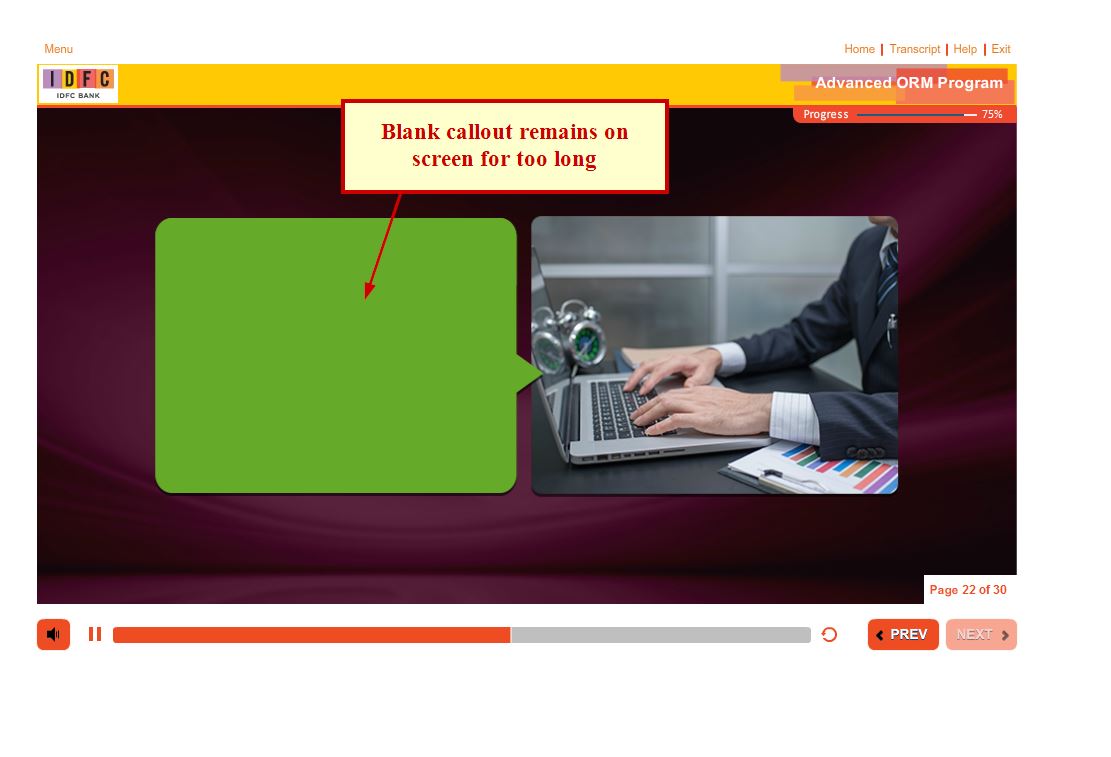 Menu
Home | Transcript | Help | Exit
IDFC
IDFC BANK
Advanced ORM Program
Progress 75%
Blank callout remains on
screen for too long
Page 22 of 30
PREV NEXT